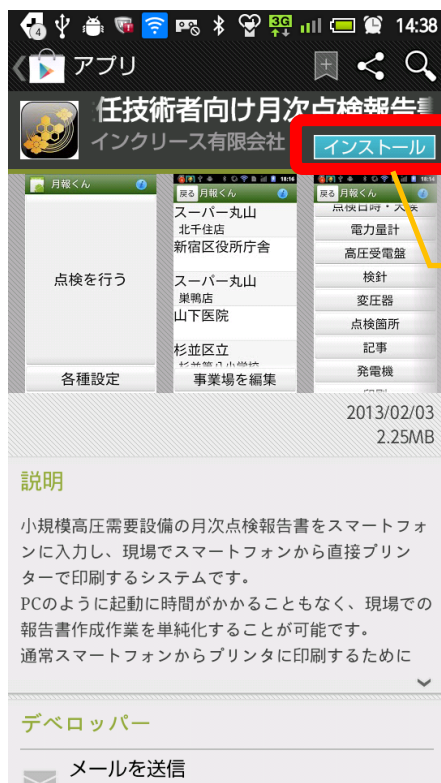 4
3G
14:38
アプリ
任技術者向け月次点検報告書
インクリース有限会社
インストール
月報くん
点検を行う
各種設定
戻る 月報くん
スーパー丸山
北千住店
新宿区役所庁舎
スーパー丸山
巣鴨店
山下医院
杉並区立
事業場を編集
戻る 月報くん
点検日時・天候
電力量計
高圧受電盤
検針
変圧器
点検箇所
記事
発電機
2013/02/03
2.25MB
説明
小規模高圧需要設備の月次点検報告書をスマートフォ
ンに入力し、現場でスマートフォンから直接プリン
ターで印刷するシステムです。
PCのように起動に時間がかかることもなく、現場での
報告書作成作業を単純化することが可能です。
通常スマートフォンからプリンタに印刷するために
デベロッパー
メールを送信